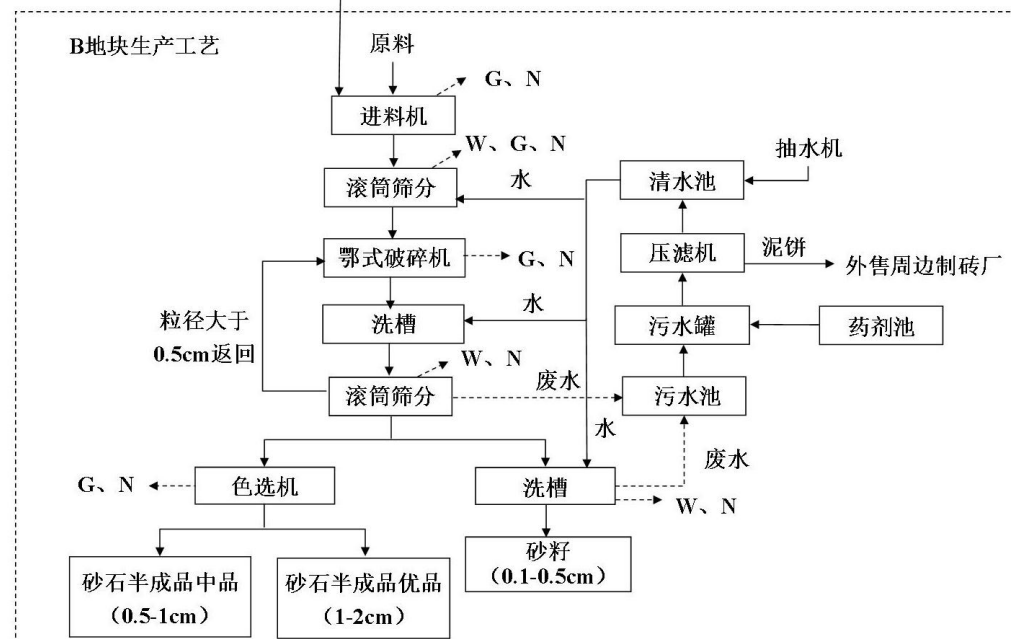 B地块生产工艺
原料
G、N
进料机
W、G、N
抽水机
滚筒筛分
水
清水池
鄂式破碎机
G、N
压滤机
泥饼
外售周边制砖厂
粒径大于
0.5cm返回
洗槽
水
污水罐
药剂池
W、N
滚筒筛分
废水
污水池
水
废水
G、N
色选机
洗槽
W、N
砂石半成品中品
（0.5-1cm）
砂石半成品优品
（1-2cm）
砂籽
（0.1-0.5cm）